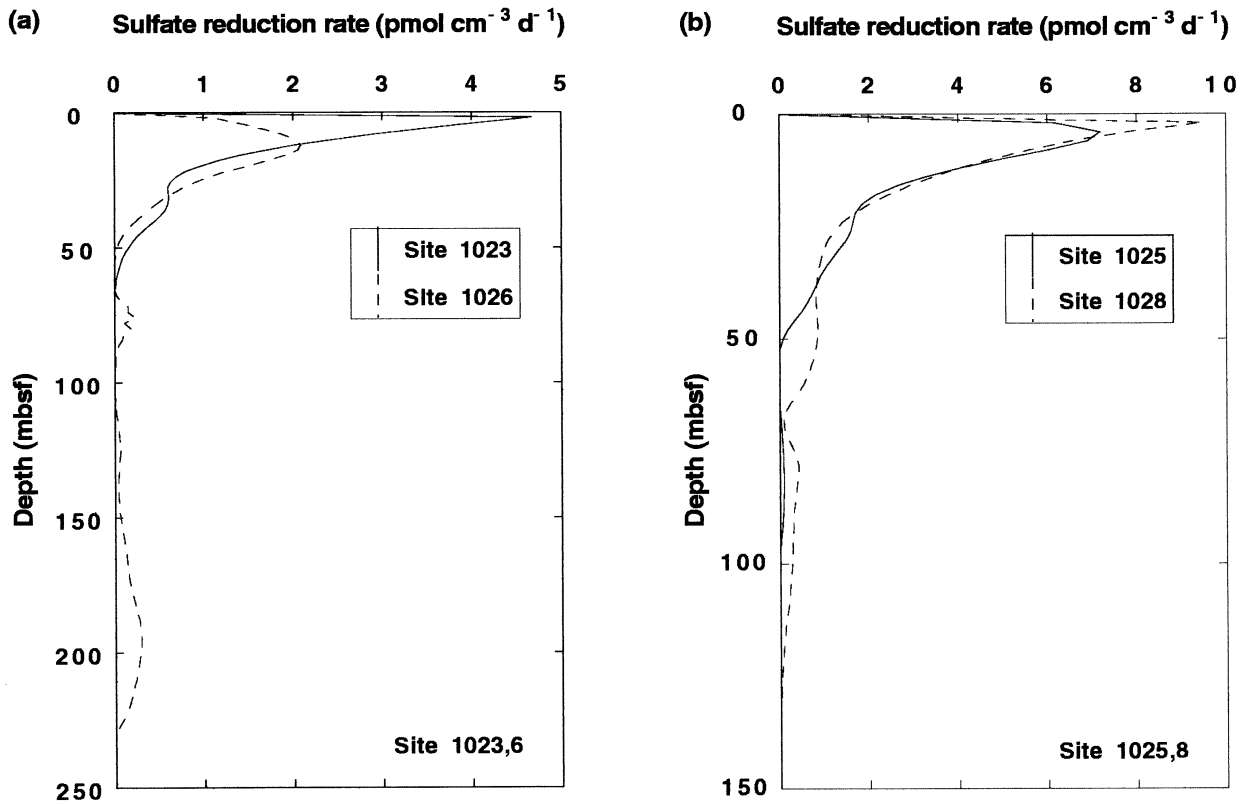 (a) Sulfate reduction rate (pmol cm⁻³ d⁻¹)
0 1 2 3 4 5
0
50
100
150
200
250
Depth (mbsf)
Site 1023
SIte 1026
Site 1023,6
(b) Sulfate reduction rate (pmol cm⁻³ d⁻¹)
0 2 4 6 8 10
0
50
100
150
Depth (mbsf)
Site 1025
Site 1028
Site 1025,8